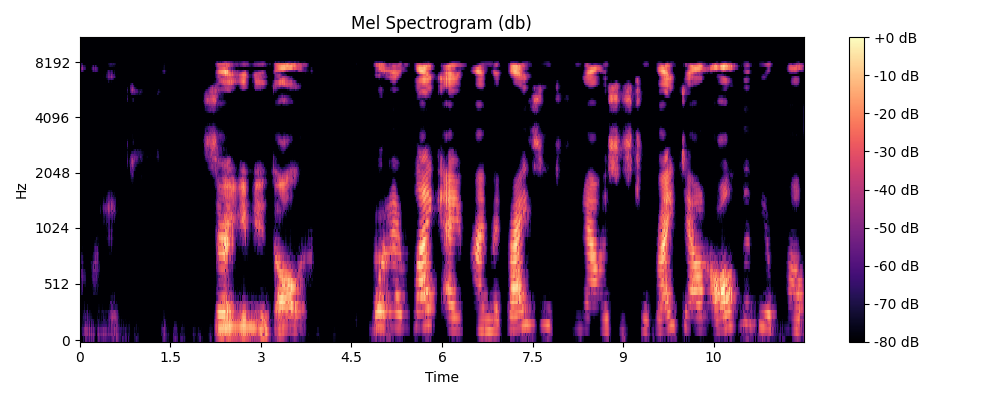 Mel Spectrogram (db)
Hz
8192
4096
2048
1024
512
0
0 1.5 3 4.5 6 7.5 9 10
Time
+0 dB
-10 dB
-20 dB
-30 dB
-40 dB
-50 dB
-60 dB
-70 dB
-80 dB